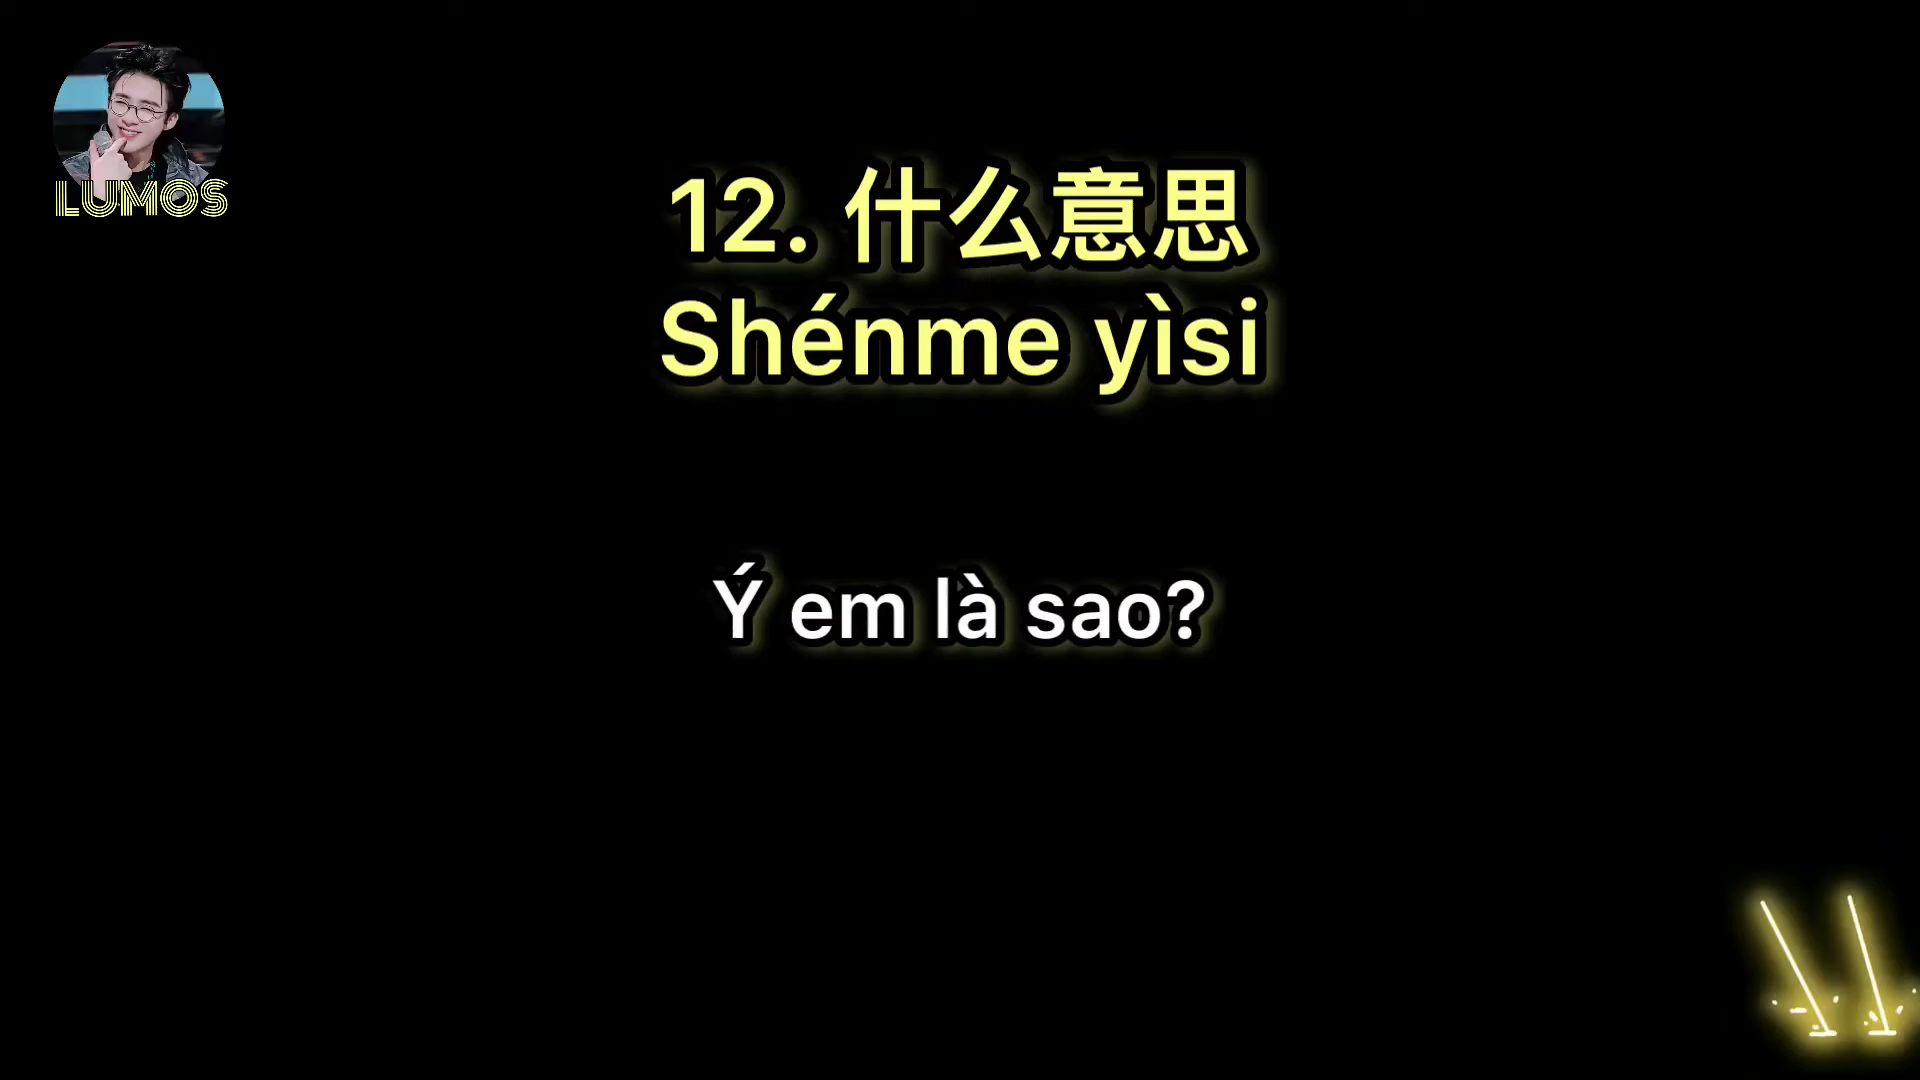 LUMOS
12. 什么意思
Shénme yìsi
Ý em là sao?